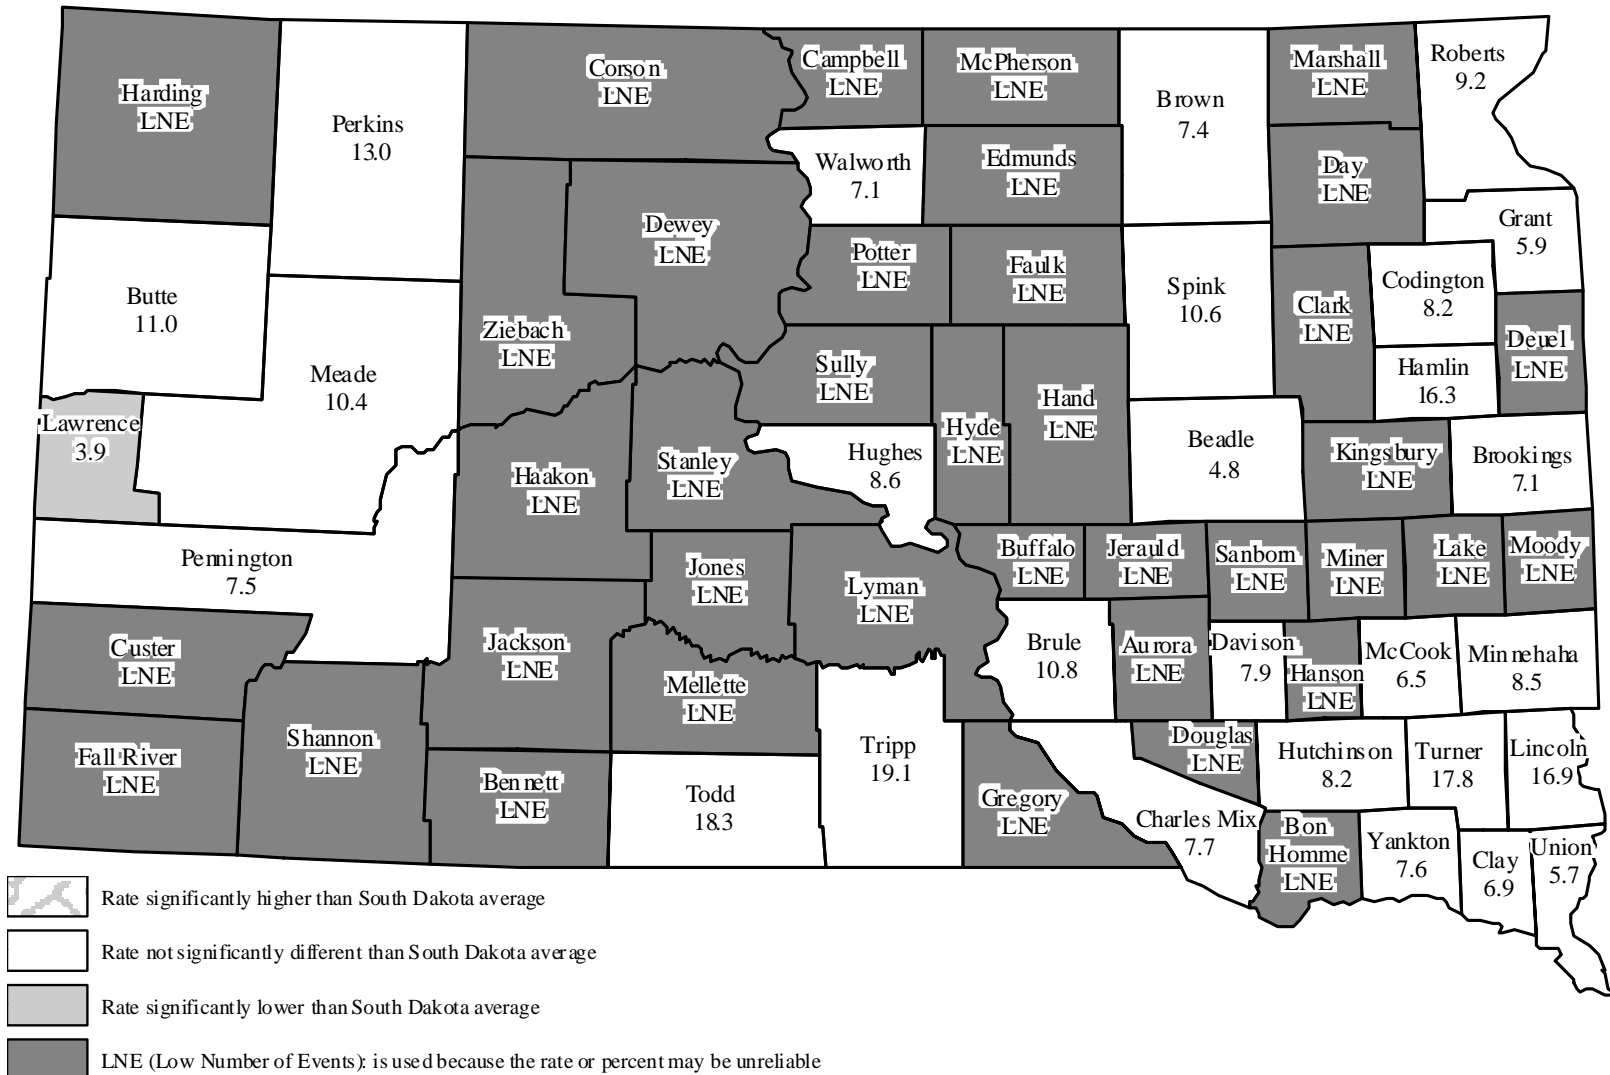 Harding
LNE
Perkins
13.0
Corson
LNE
Campbell
LNE
McPherson
LNE
Brown
7.4
Marshall
LNE
Roberts
9.2
Walworth
7.1
Edmunds
LNE
Day
LNE
Grant
5.9
Butte
11.0
Meade
10.4
Ziebach
LNE
Dewey
LNE
Potter
LNE
Faulk
LNE
Spink
10.6
Clark
LNE
Codington
8.2
Deuel
LNE
Hamlin
16.3
Lawrence
3.9
Haakon
LNE
Stanley
LNE
Sully
LNE
Hughes
8.6
Hyde
LNE
Hand
LNE
Beadle
4.8
Kingsbury
LNE
Brookings
7.1
Pennington
7.5
Jones
LNE
Lyman
LNE
Buffalo
LNE
Jerauld
LNE
Sanborn
LNE
Miner
LNE
Lake
LNE
Moody
LNE
Custer
LNE
Jackson
LNE
Mellette
LNE
Brule
10.8
Aurora
LNE
Davison
7.9
Hanson
LNE
McCook
6.5
Minnehaha
8.5
Fall River
LNE
Shannon
LNE
Bennett
LNE
Todd
18.3
Tripp
19.1
Gregory
LNE
Charles Mix
7.7
Douglas
LNE
Hutchinson
8.2
Turner
17.8
Lincoln
16.9
Bon
Homme
LNE
Yankton
7.6
Clay
6.9
Union
5.7
Rate significantly higher than South Dakota average
Rate not significantly different than South Dakota average
Rate significantly lower than South Dakota average
LNE (Low Number of Events): is used because the rate or percent may be unreliable